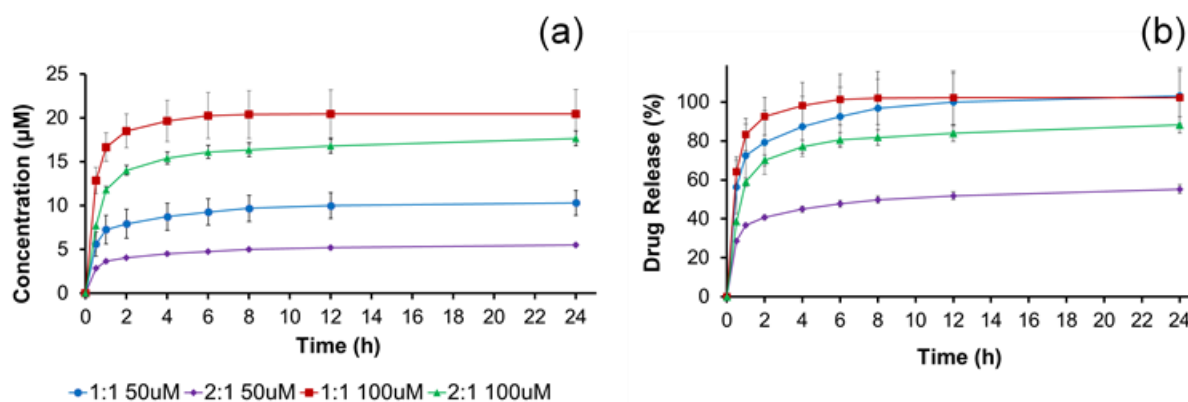 (a)
Concentration (µM)
25
20
15
10
5
0
0 2 4 6 8 10 12 14 16 18 20 22 24
Time (h)
1:1 50uM 2:1 50uM 1:1 100uM 2:1 100uM
(b)
Drug Release (%)
100
80
60
40
20
0
0 2 4 6 8 10 12 14 16 18 20 22 24
Time (h)